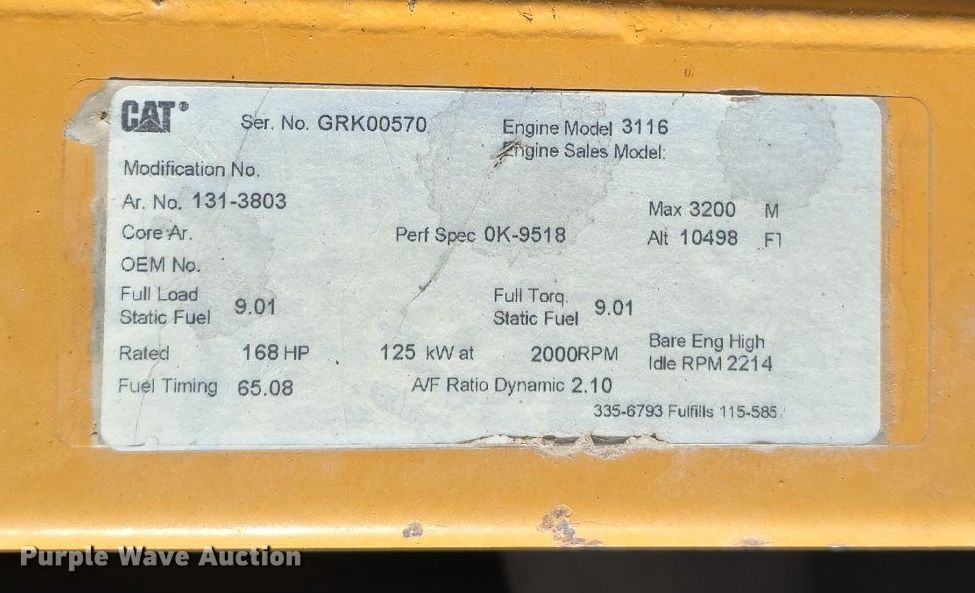 CAT®
Ser. No. GRK00570
Engine Model 3116
Engine Sales Model:
Modification No.
Ar. No. 131-3803
Max 3200 M
Core Ar.
Perf Spec 0K-9518
Alt 10498 FT
OEM No.
Full Load Static Fuel 9.01
Full Torq. Static Fuel 9.01
Rated 168 HP 125 kW at 2000RPM
Bare Eng High Idle RPM 2214
Fuel Timing 65.08
A/F Ratio Dynamic 2.10
335-6793 Fulfills
Purple Wave Auction